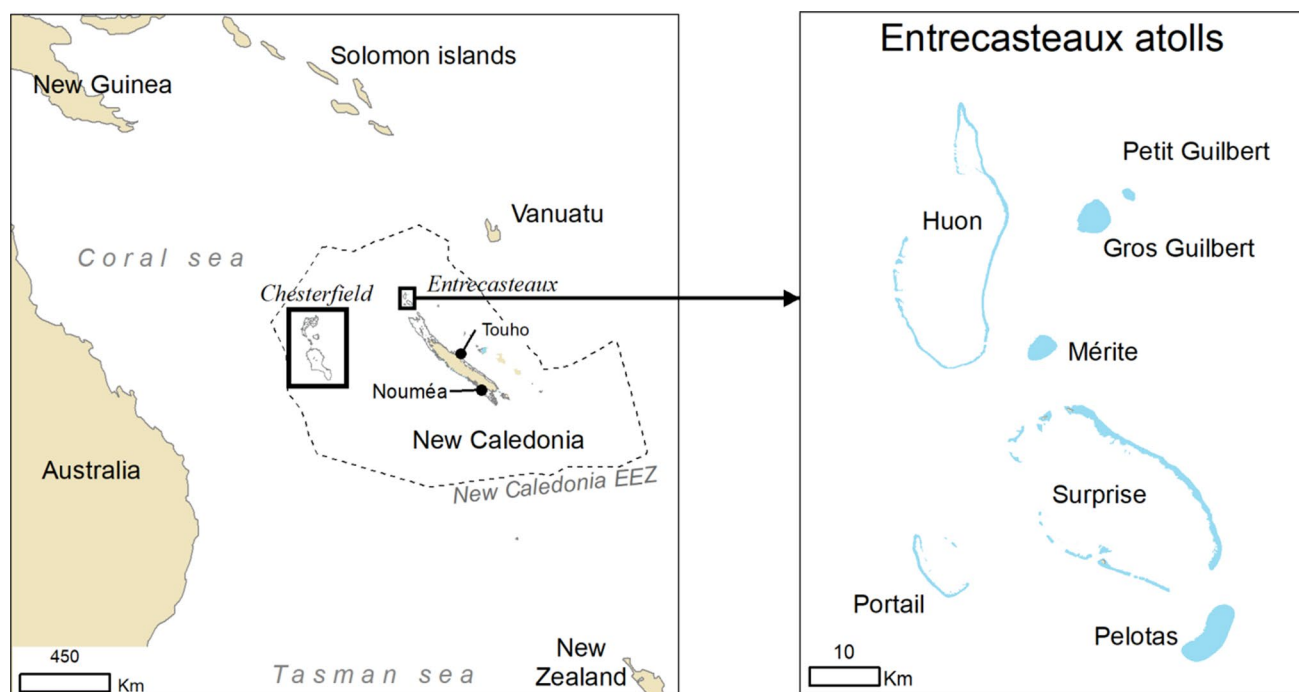 Solomon islands
New Guinea
Vanuatu
Coral sea
Chesterfield
Entrecasteaux
Touho
Nouméa
New Caledonia
Australia
New Caledonia EEZ
450
Km
Tasman sea
New
Zealand
Entrecasteaux atolls
Petit Guilbert
Huon
Gros Guilbert
Mérite
Surprise
Portail
Pelotas
10
Km